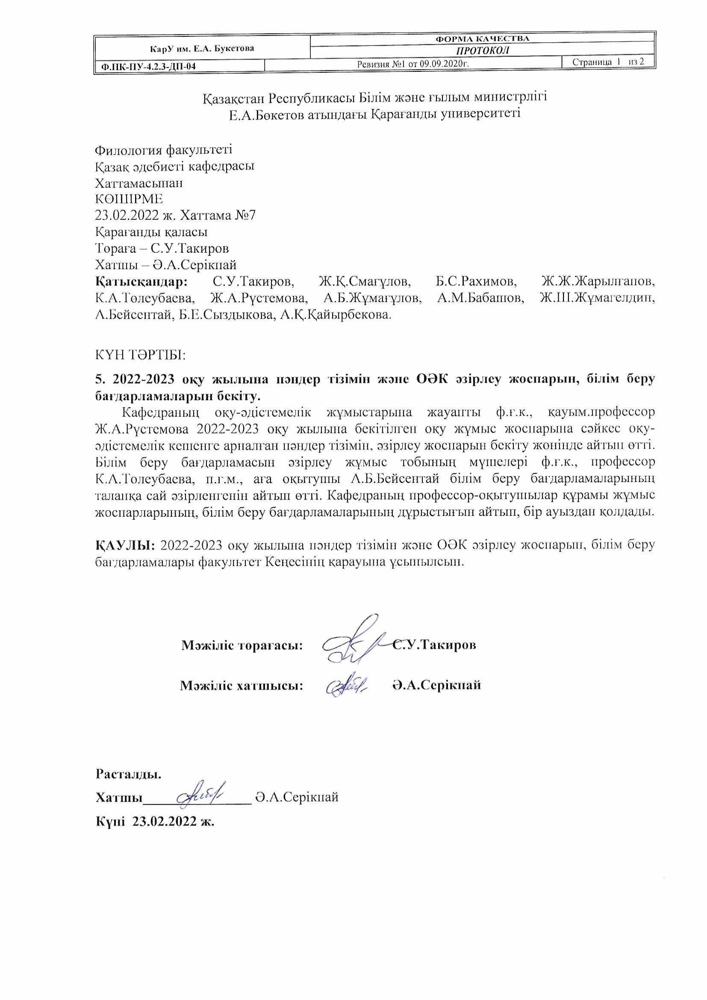 КарУ им. Е.А. Букетова
ФОРМА КАЧЕСТВА
ПРОТОКОЛ
Ф.ПК-ПУ-4.2.3-ДП-04
Ревизия №1 от 09.09.2020г.
Страница 1 из 2
Қазақстан Республикасы Білім және ғылым министрлігі
Е.А.Бөкетов атындағы Қарағанды университеті
Филология факультеті
Қазақ әдебиеті кафедрасы
Хаттамасынан
КӨШІРМЕ
23.02.2022 ж. Хаттама №7
Қарағанды қаласы
Төраға – С.У.Такиров
Хатшы – Ә.А.Серікпай
Қатысқандар: С.У.Такиров, Ж.Қ.Смағұлов, Б.С.Рахимов, Ж.Ж.Жарылғапов,
К.А.Төлеубаева, Ж.А.Рүстемова, А.Б.Жұмағұлов, А.М.Бабашов, Ж.Ш.Жүмагелдин,
А.Бейсентай, Б.Е.Сыздыкова, А.Қ.Қайырбекова.
КҮН ТӘРТІБІ:
5. 2022-2023 оқу жылына пәндер тізімін және ОӘК әзірлеу жоспарын, білім беру
бағдарламаларын бекіту.
Кафедраның оқу-әдістемелік жұмыстарына жауапты ф.ғ.к., қауым.профессор
Ж.А.Рүстемова 2022-2023 оқу жылына бекітілген оқу жүмыс жоспарына сәйкес оқу-
әдістемелік кешенге арналған пәндер тізімін, әзірлеу жоспарын бекіту жөнінде айтып өтті.
Білім беру бағдарламасын әзірлеу жұмыс тобының мүшелері ф.ғ.к., профессор
К.А.Төлеубаева, п.ғ.м., аға оқытушы А.Б.Бейсентай білім беру бағдарламаларының
талапқа сай әзірленгенін айтып өтті. Кафедраның профессор-оқытушылар құрамы жұмыс
жоспарларының, білім беру бағдарламаларының дұрыстығын айтып, бір ауыздан қолдады.
ҚАУЛЫ: 2022-2023 оқу жылына пәндер тізімін және ОӘК әзірлеу жоспарын, білім беру
бағдарламалары факультет Кеңесінің қарауына ұсынылсын.
Мәжіліс төрағасы: С.У.Такиров
Мәжіліс хатшысы: Ә.А.Серікпай
Расталды.
Хатшы________________ Ә.А.Серікпай
Күні 23.02.2022 ж.